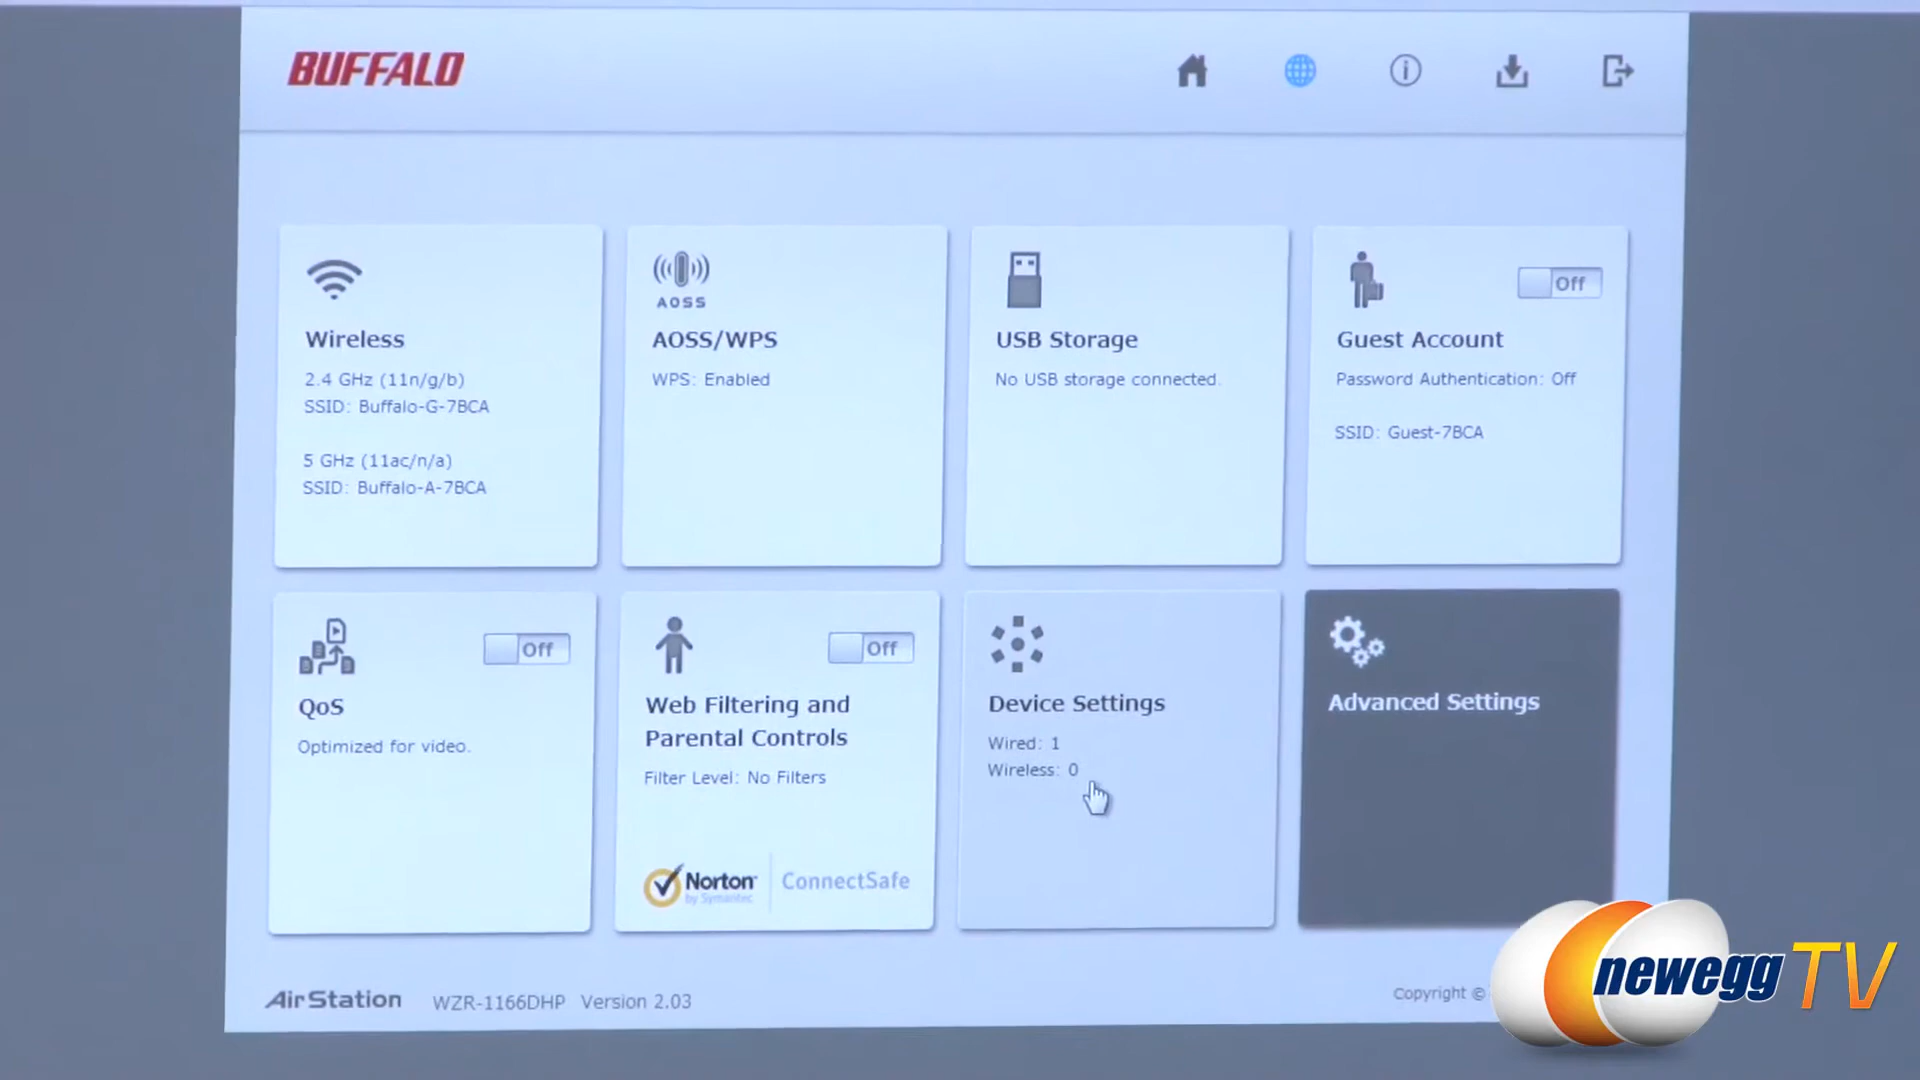 BUFFALO
AOSS
Off
Wireless
AOSS/WPS
USB Storage
Guest Account
2.4 GHz (11n/g/b)
SSID: Buffalo-G-7BCA
5 GHz (11ac/n/a)
SSID: Buffalo-A-7BCA
WPS: Enabled
No USB storage connected.
Password Authentication: Off
SSID: Guest-7BCA
Off
QoS
Optimized for video.
Off
Web Filtering and
Parental Controls
Filter Level: No Filters
Norton
by Symantec
ConnectSafe
Device Settings
Wired: 1
Wireless: 0
Advanced Settings
AirStation WZR-1166DHP Version 2.03
Copyright ©
newegg TV